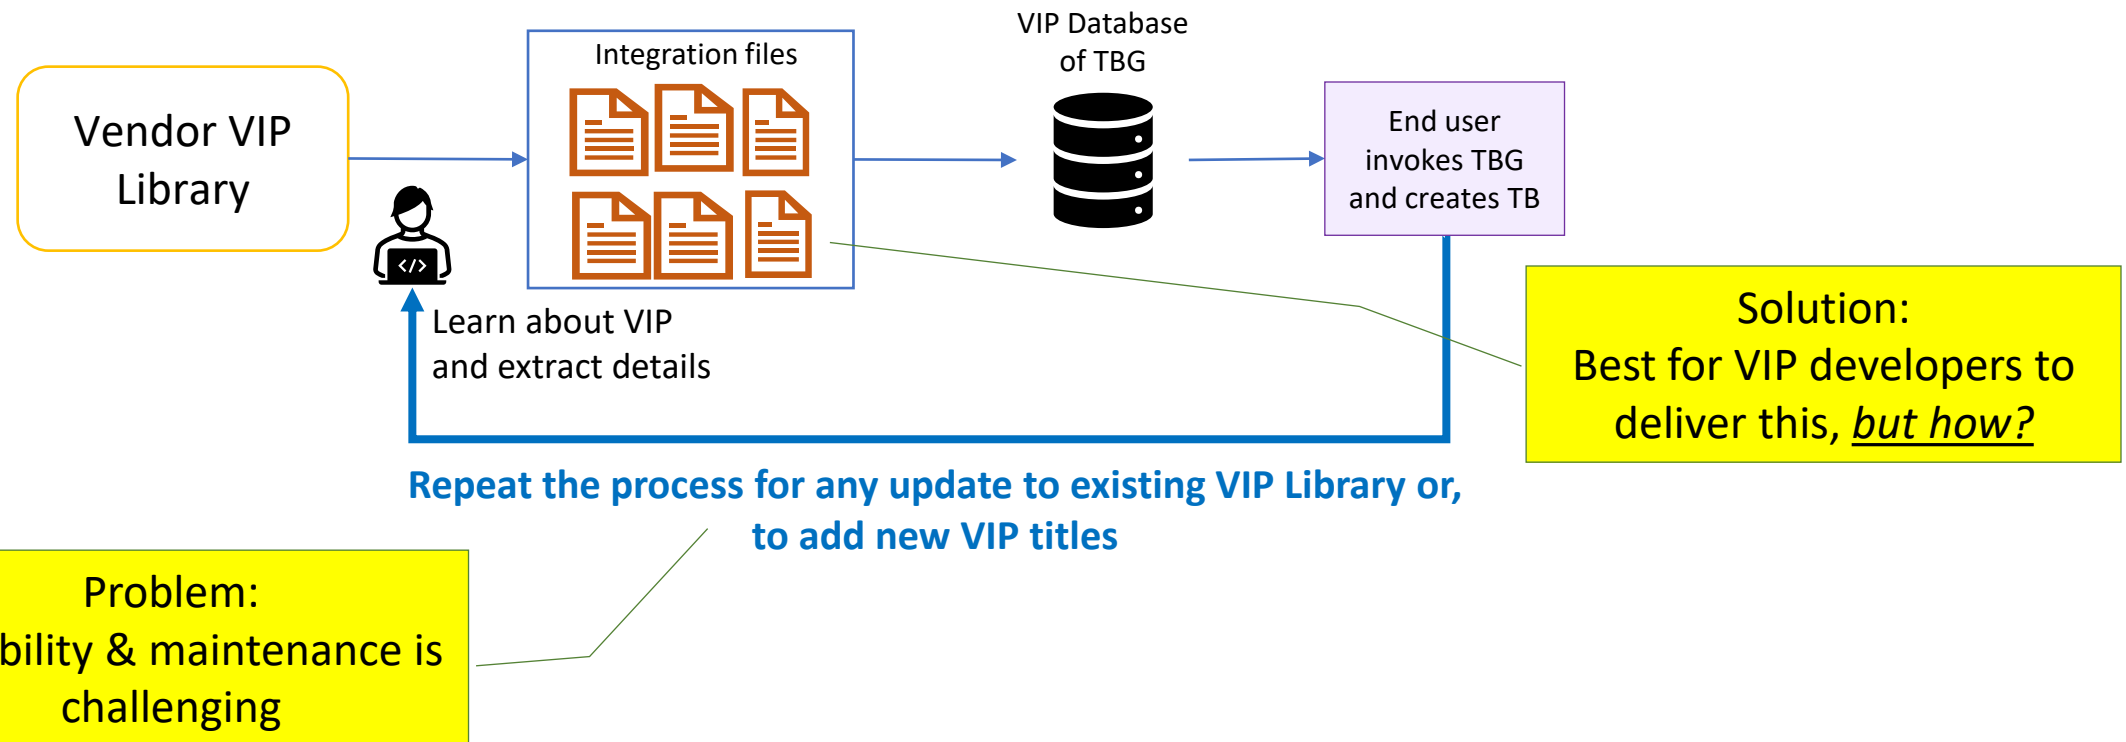 VIP Database
of TBG
Integration files
Vendor VIP
Library
End user
invokes TBG
and creates TB
</>
Learn about VIP
and extract details
Solution:
Best for VIP developers to
deliver this, but how?
Repeat the process for any update to existing VIP Library or,
to add new VIP titles
Problem:
& maintenance is
challenging